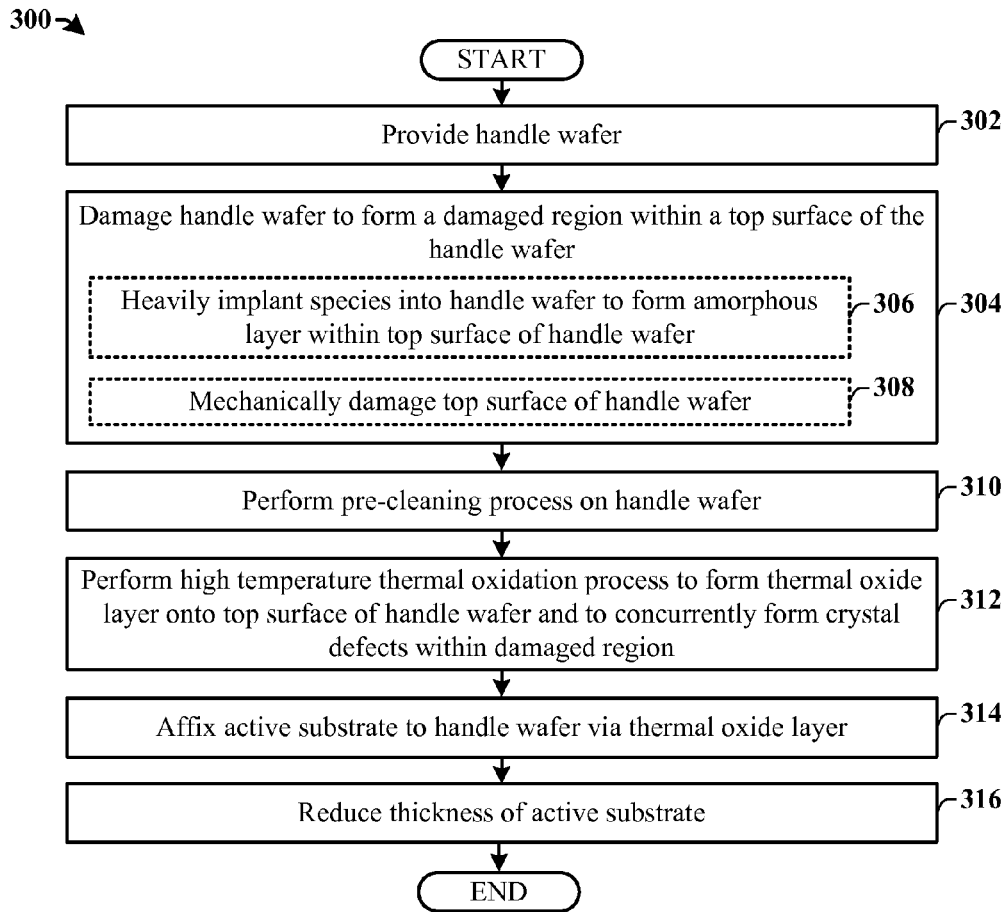 300
START
Provide handle wafer
302
Damage handle wafer to form a damaged region within a top surface of the
handle wafer
304
Heavily implant species into handle wafer to form amorphous
layer within top surface of handle wafer
306
Mechanically damage top surface of handle wafer
308
Perform pre-cleaning process on handle wafer
310
Perform high temperature thermal oxidation process to form thermal oxide
layer onto top surface of handle wafer and to concurrently form crystal
defects within damaged region
312
Affix active substrate to handle wafer via thermal oxide layer
314
Reduce thickness of active substrate
316
END